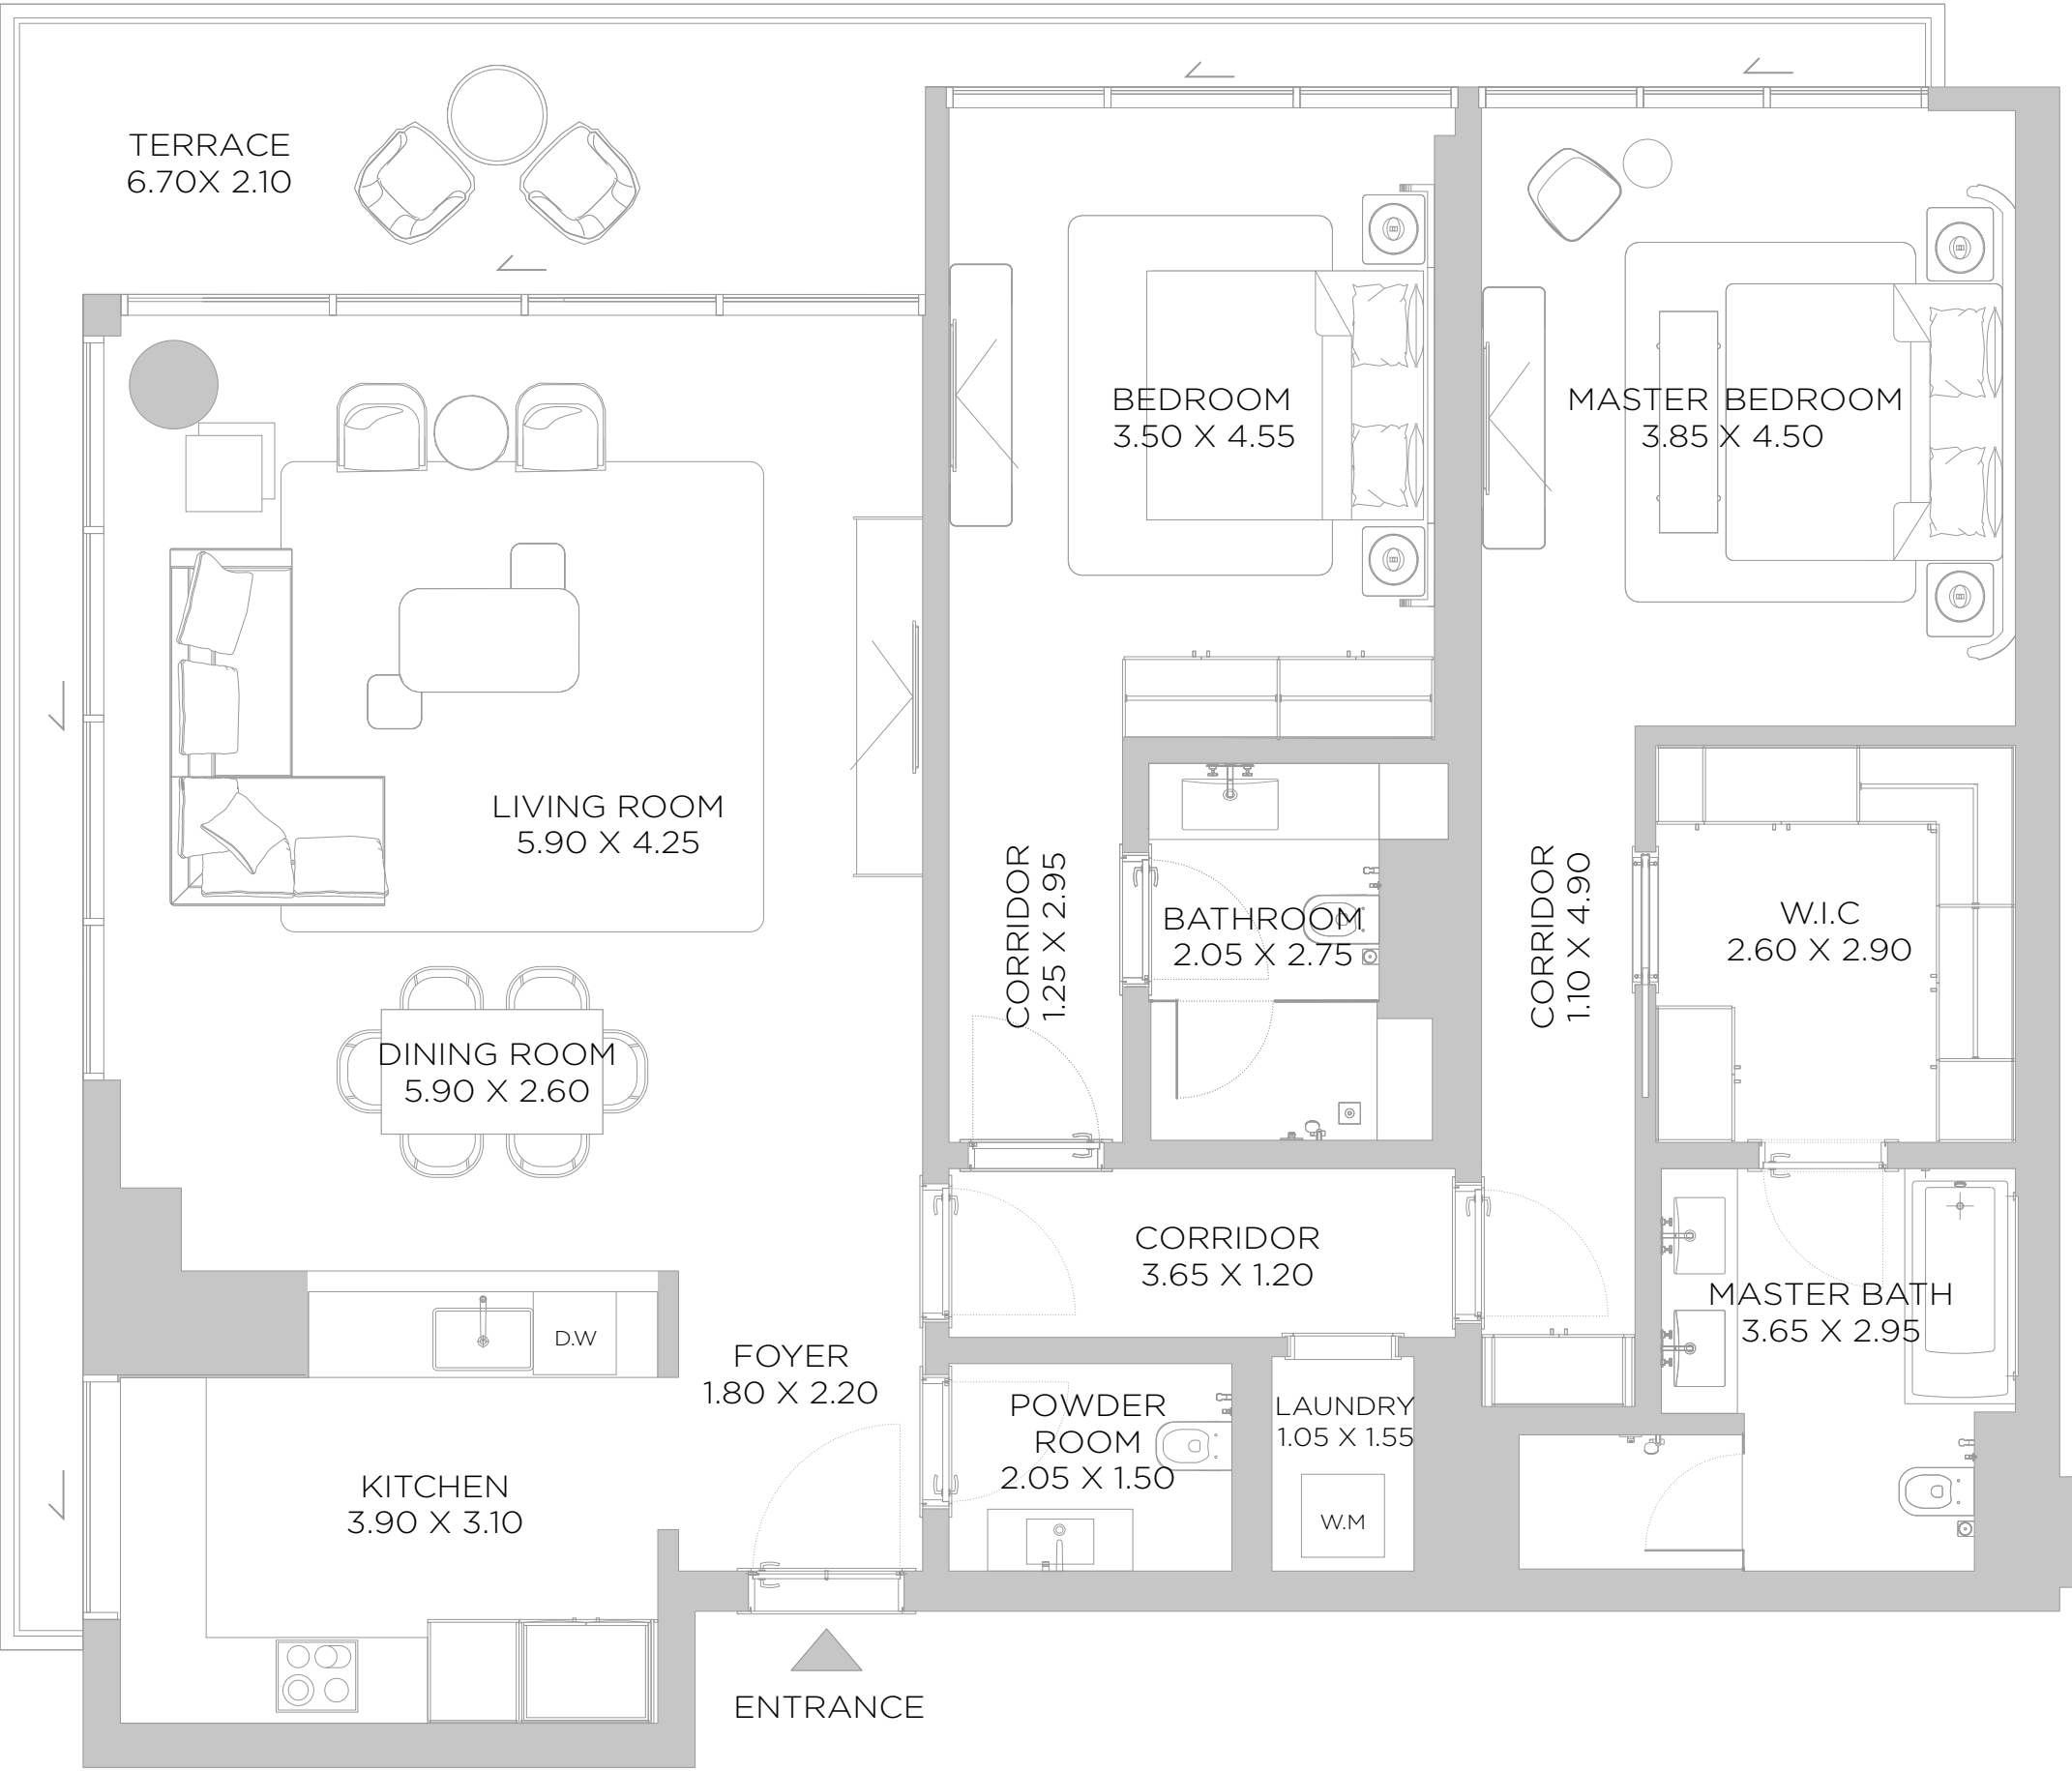 TERRACE
6.70X 2.10
BEDROOM
3.50 X 4.55
MASTER BEDROOM
3.85 X 4.50
LIVING ROOM
5.90 X 4.25
CORRIDOR
1.25 X 2.95
BATHROOM
2.05 X 2.75
CORRIDOR
1.10 X 4.90
W.I.C
2.60 X 2.90
DINING ROOM
5.90 X 2.60
CORRIDOR
3.65 X 1.20
MASTER BATH
3.65 X 2.95
D.W
FOYER
1.80 X 2.20
POWDER
ROOM
2.05 X 1.50
LAUNDRY
1.05 X 1.55
KITCHEN
3.90 X 3.10
W.M
ENTRANCE